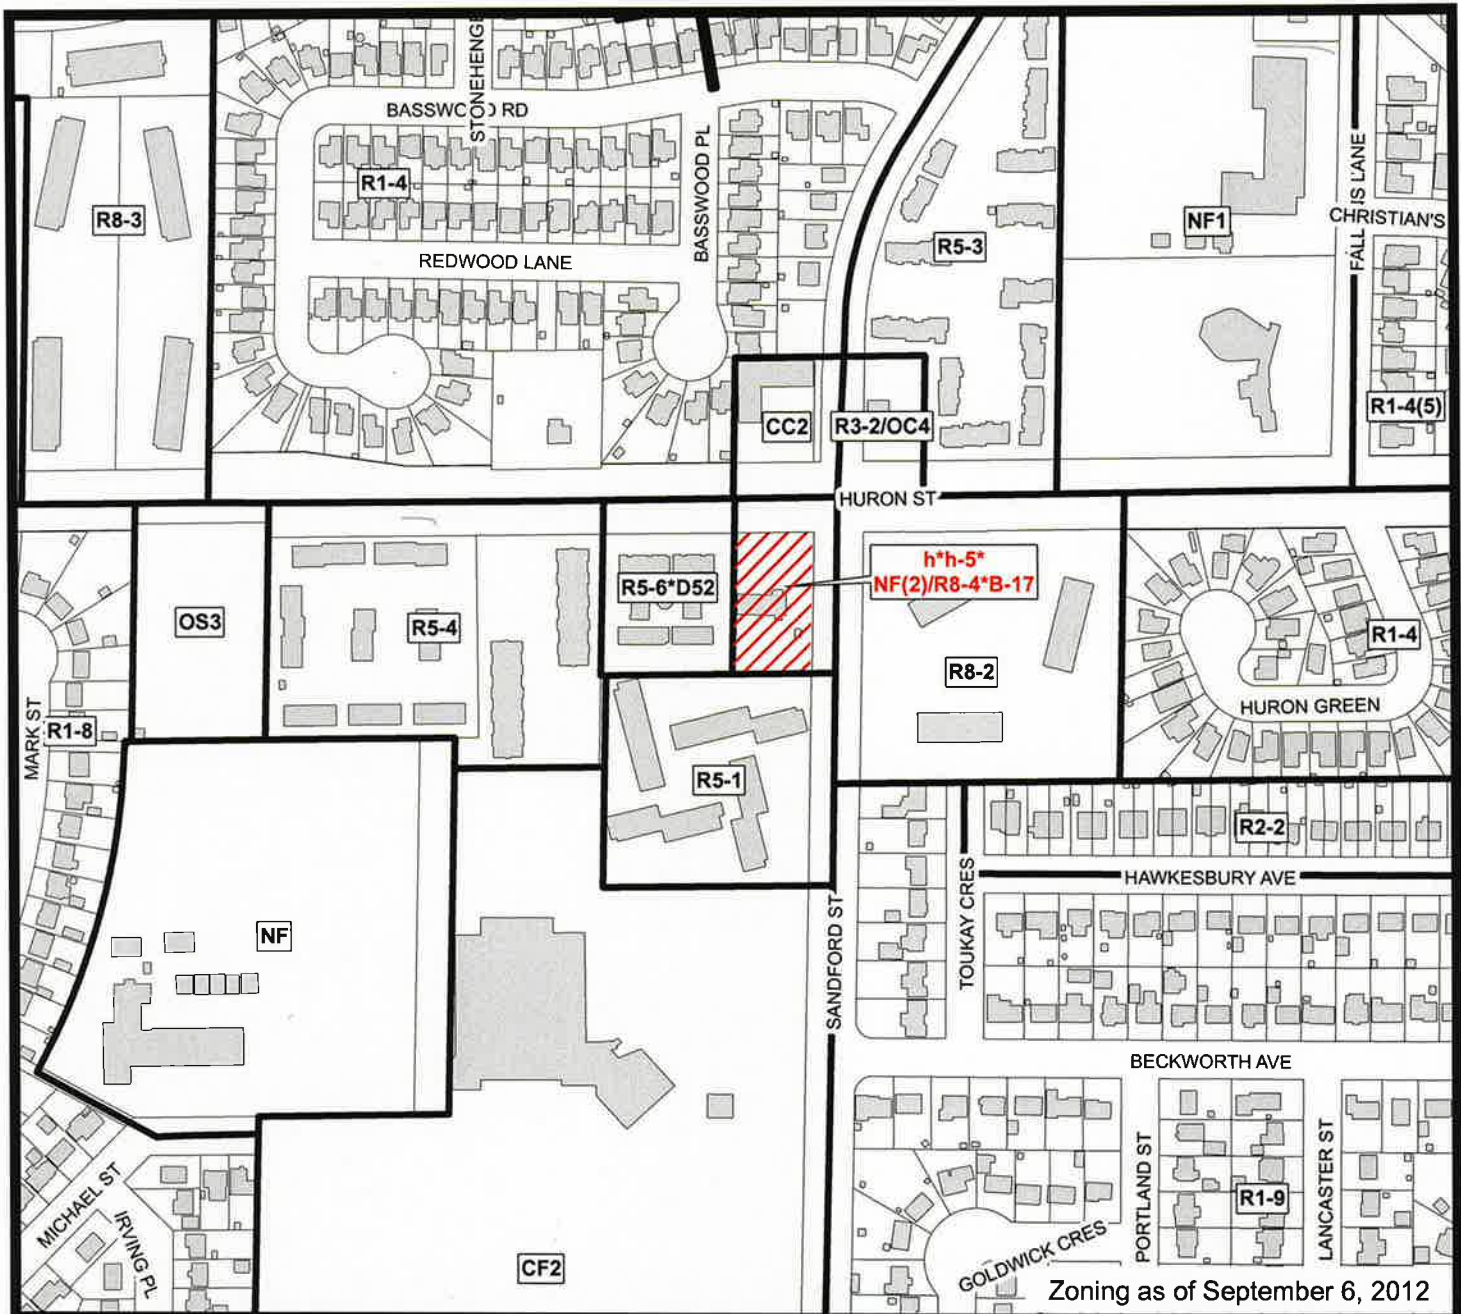 STONEHENGE
BASSWOOD RD
R1-4
R8-3
BASSWOOD PL
REDWOOD LANE
R5-3
NF1
FALLONS LANE
CHRISTIAN'S
R1-4(5)
CC2
R3-2/OC4
HURON ST
h*h-5*
NF(2)/R8-4*B-17
R5-6*D52
OS3
R5-4
R1-4
R8-2
HURON GREEN
MARK ST
R1-8
R5-1
R2-2
HAWKESBURY AVE
TOUKAY CRES
SANDFORD ST
NF
BECKWORTH AVE
PORTLAND ST
LANCASTER ST
R1-9
MICHAEL ST
IRVING PL
CF2
GOLDWICK CRES
Zoning as of September 6, 2012